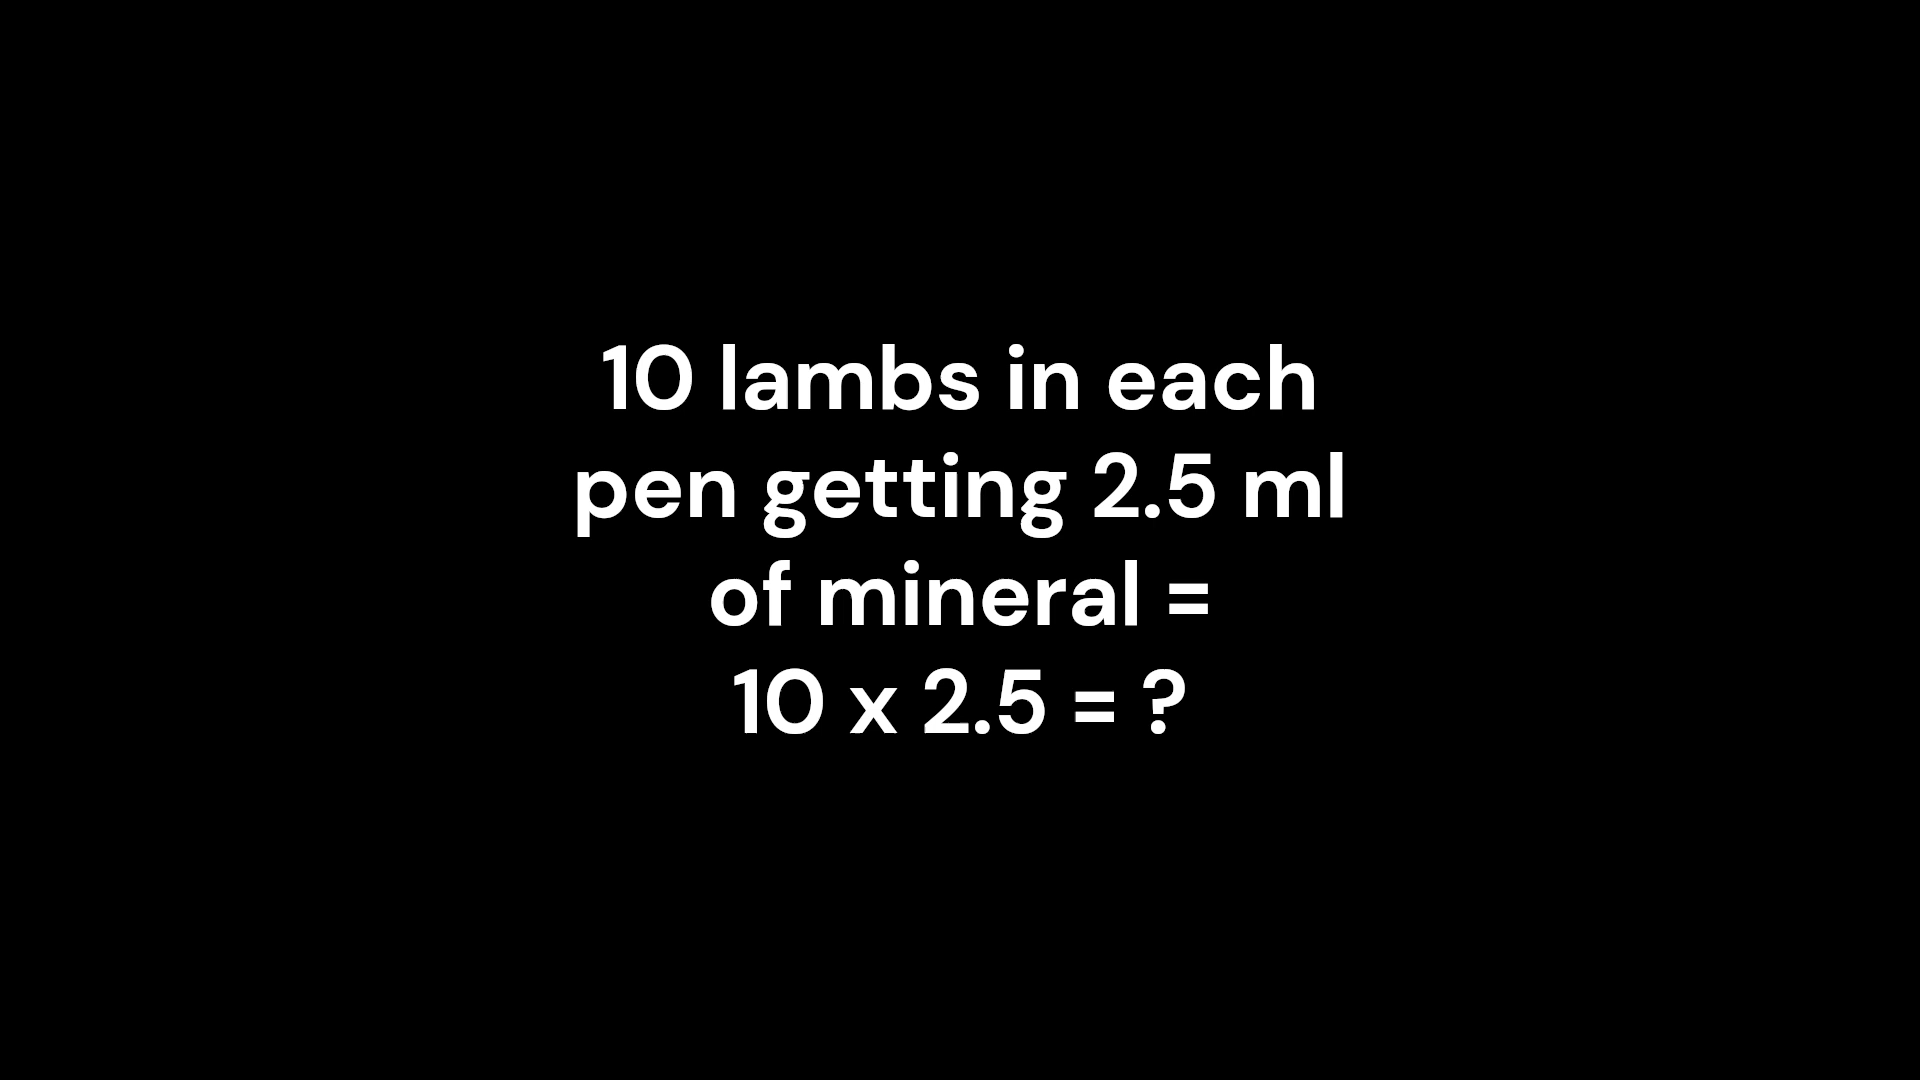 10 lambs in each
pen getting 2.5 ml
of mineral =
10 x 2.5 = ?